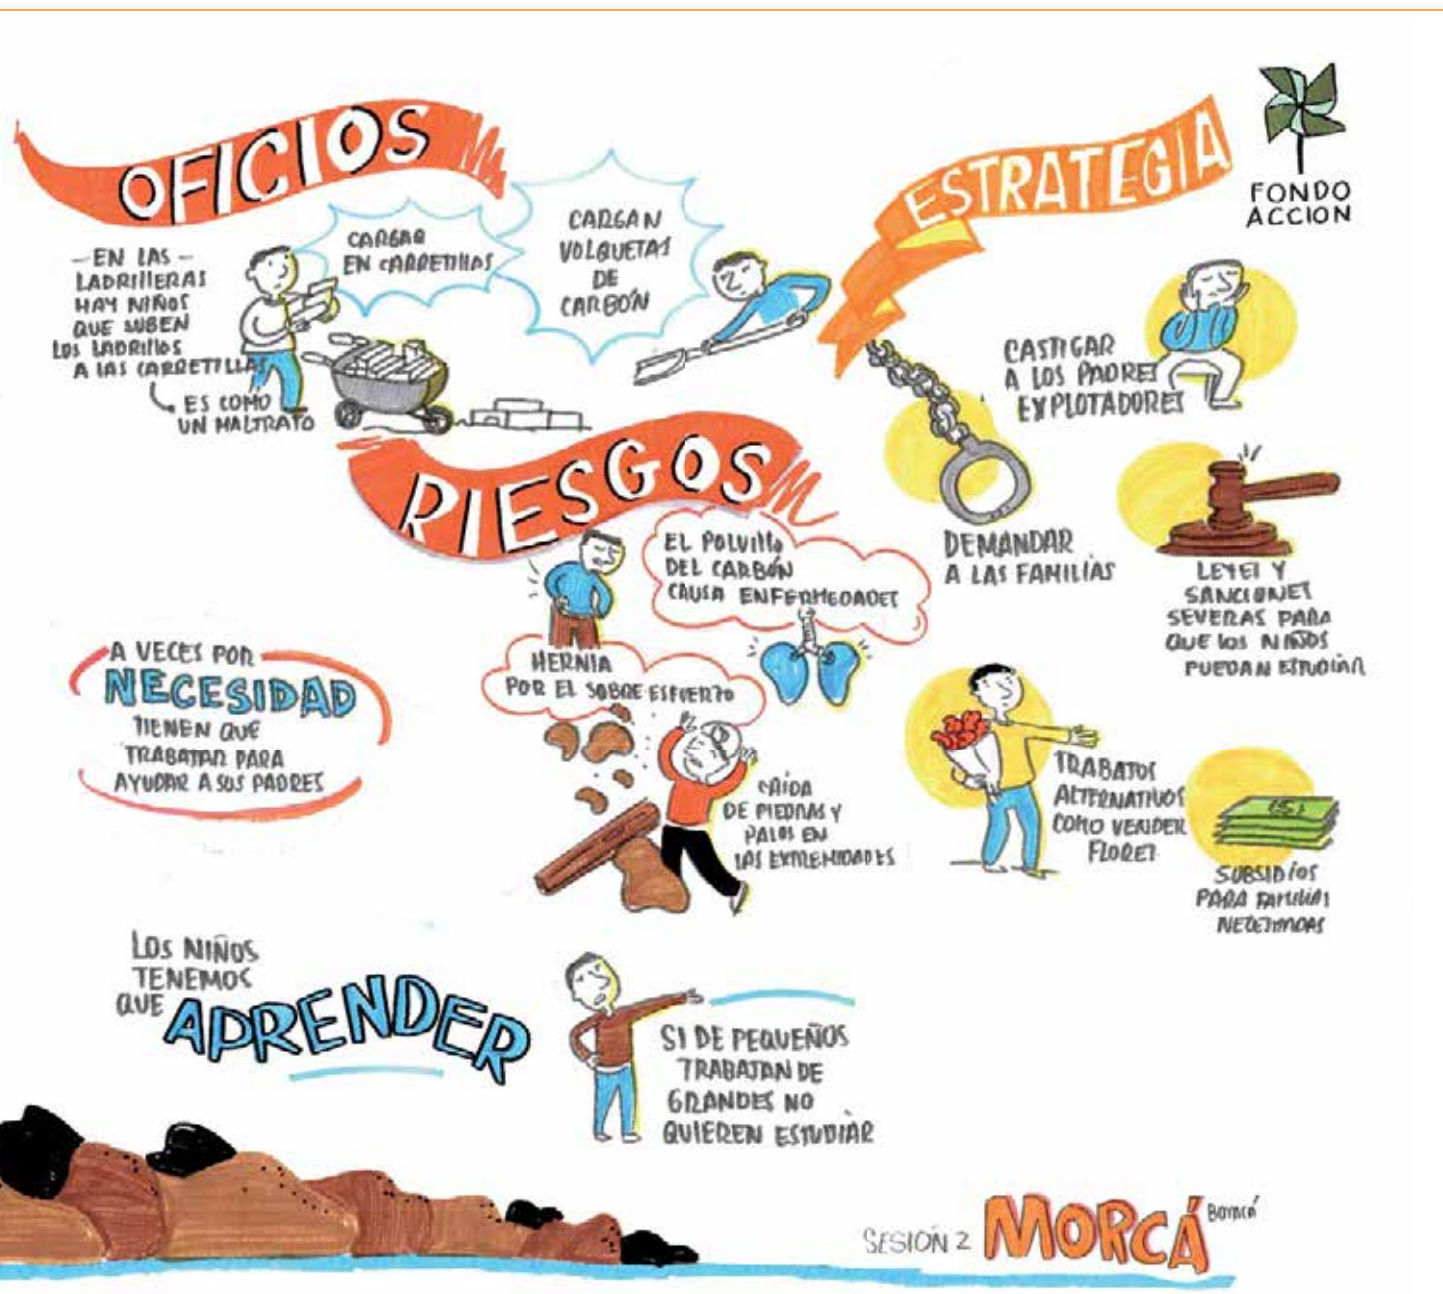 OFICIOS
- EN LAS -
LADRILLERAS
HAY NIÑOS
QUE SUBEN
LOS LADRILLOS
A LAS CARRETILLAS
ES COMO
UN MALTRATO
CARGAR
EN CARRETILLAS
CARGAN
VOLQUETAS
DE
CARBÓN
ESTRATEGIA
FONDO
ACCION
CASTIGAR
A LOS PADRES
EXPLOTADORES
DEMANDAR
A LAS FAMILIAS
LEYES Y
SANCIONES
SEVERAS PARA
QUE LOS NIÑOS
PUEDAN ESTUDIAR
TRABAJOS
ALTERNATIVOS
COMO VENDER
FLORES
($)
SUBSIDIOS
PARA FAMILIAS
NECESITADAS
RIESGOS
EL POLVILLO
DEL CARBÓN
CAUSA ENFERMEDADES
HERNIA
POR EL SOBRE ESFUERZO
CAÍDA
DE PIEDRAS Y
PALOS EN
LAS EXTREMIDADES
A VECES POR
NECESIDAD
TIENEN QUE
TRABAJAR PARA
AYUDAR A SUS PADRES
LOS NIÑOS
TENEMOS
QUE APRENDER
SI DE PEQUEÑOS
TRABAJAN DE
GRANDES NO
QUIEREN ESTUDIAR
SESIÓN 2 MORCÁ Boyacá